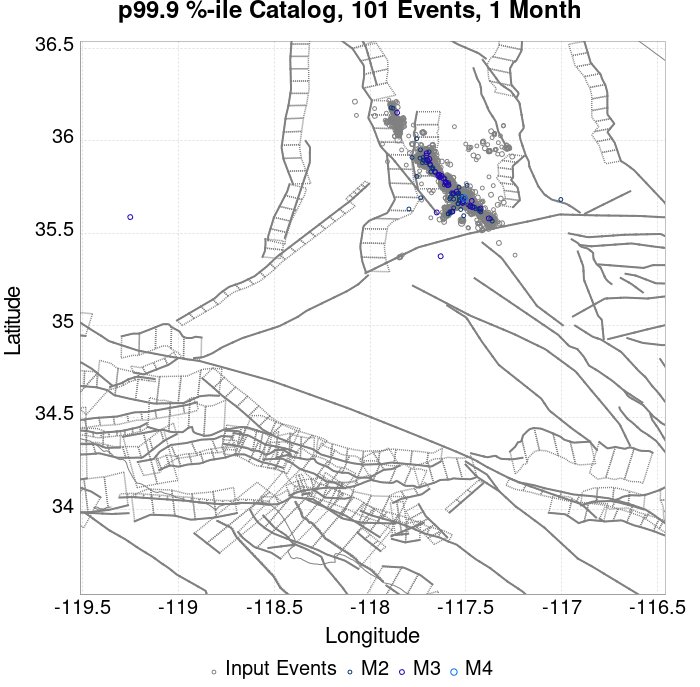 p99.9 %-ile Catalog, 101 Events, 1 Month
36.5
36
35.5
35
34.5
34
Latitude
-119.5 -119 -118.5 -118 -117.5 -117 -116.5
Longitude
Input Events M2 M3 M4